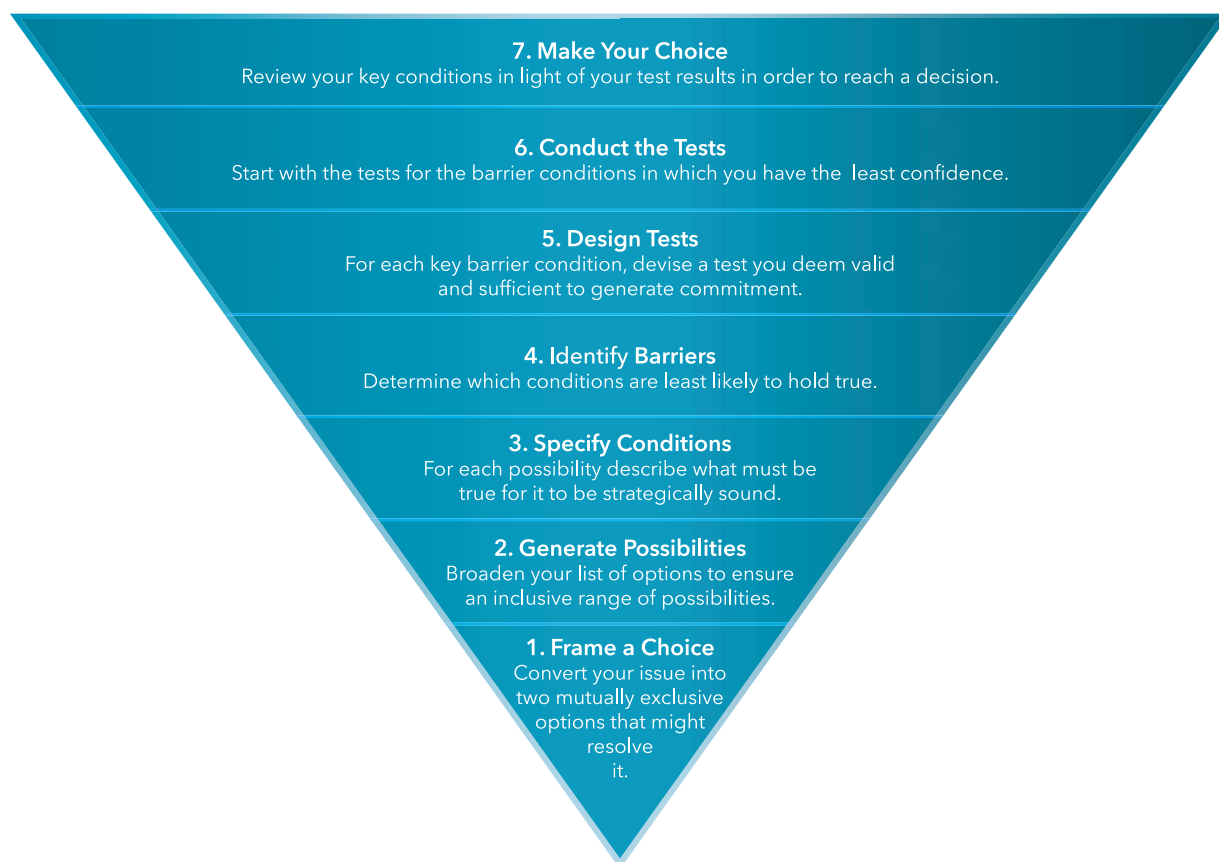 7. Make Your Choice
Review your key conditions in light of your test results in order to reach a decision.
6. Conduct the Tests
Start with the tests for the barrier conditions in which you have the least confidence.
5. Design Tests
For each key barrier condition, devise a test you deem valid
and sufficient to generate commitment.
4. Identify Barriers
Determine which conditions are least likely to hold true.
3. Specify Conditions
For each possibility describe what must be
true for it to be strategically sound.
2. Generate Possibilities
Broaden your list of options to ensure
an inclusive range of possibilities.
1. Frame a Choice
Convert your issue into
two mutually exclusive
options that might
resolve
it.